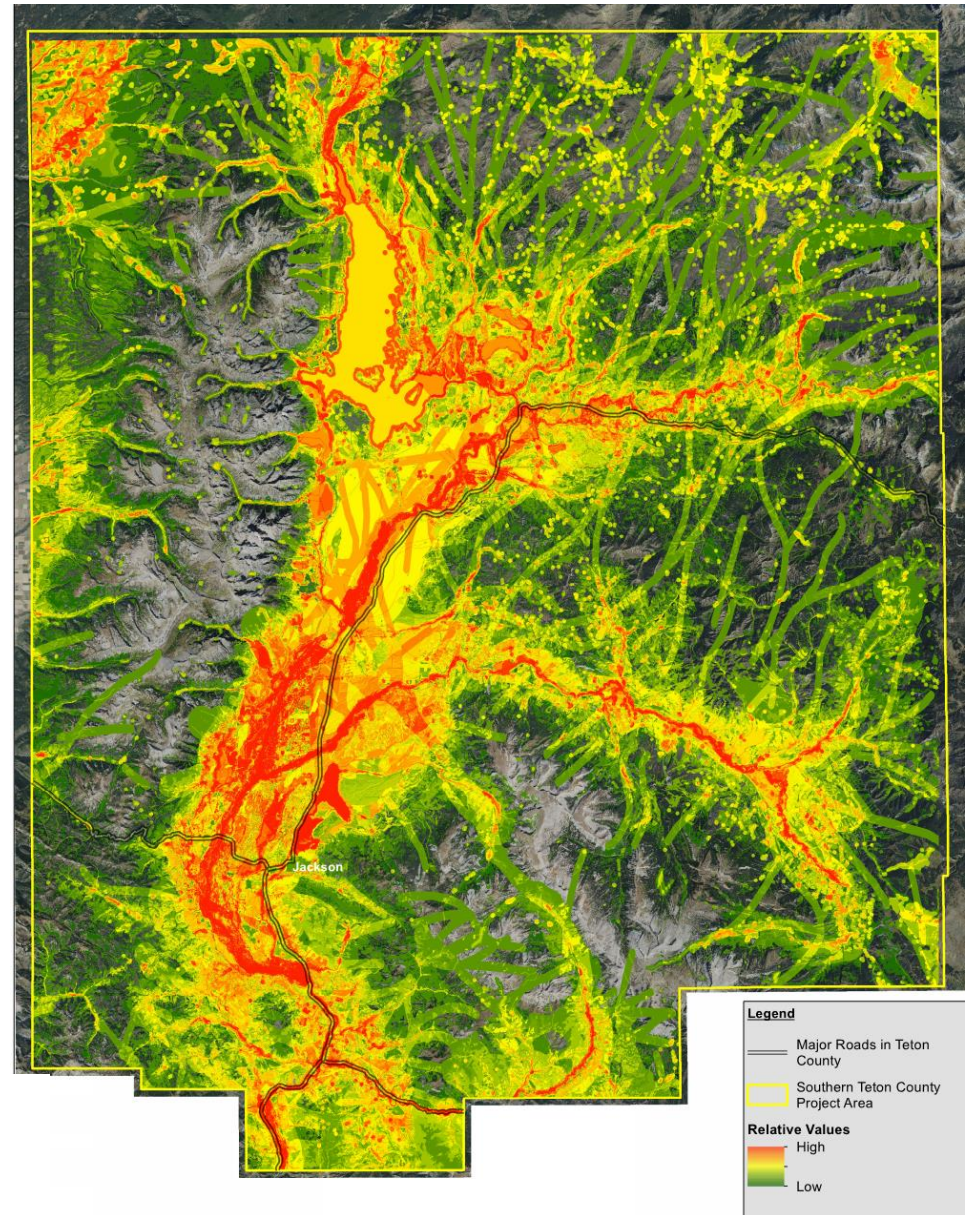 Jackson
Legend
Major Roads in Teton
County
Southern Teton County
Project Area
Relative Values
High
Low